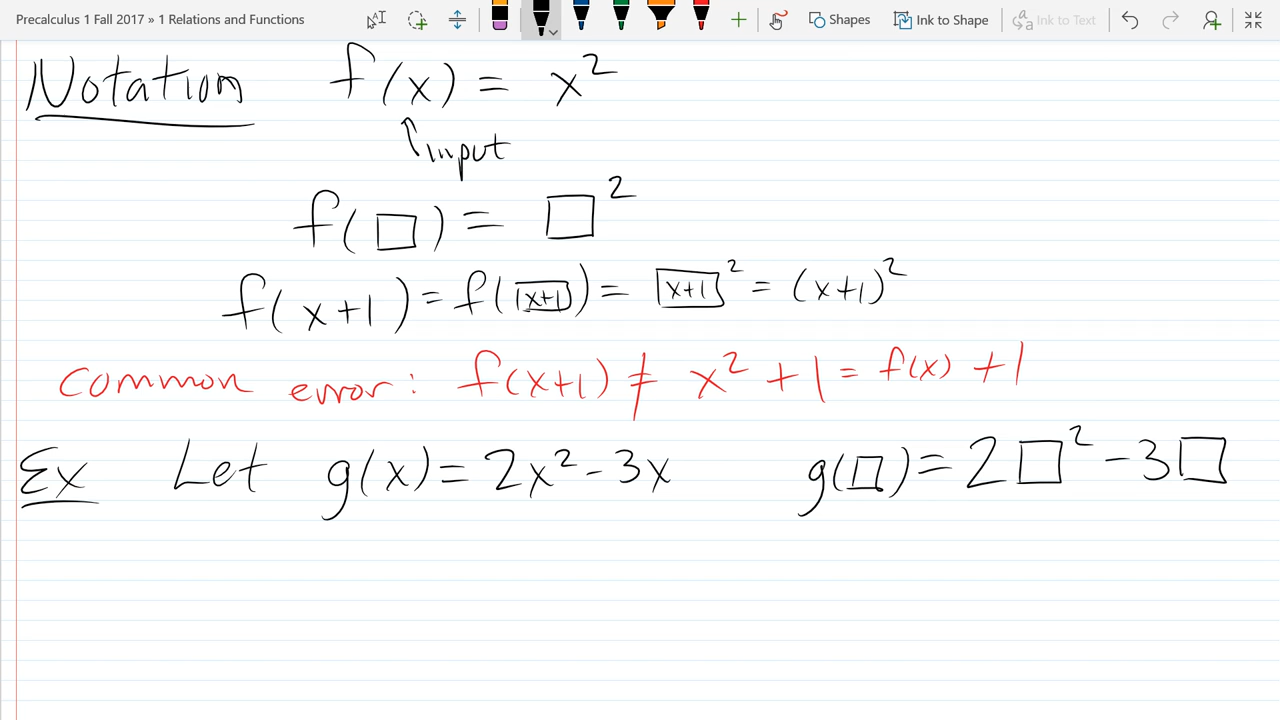 Precalculus 1 Fall 2017 » 1 Relations and Functions Shapes Ink to Shape Ink to Text
Notation f(x) = x²
input
f(□) = □²
f(x+1) = f(x+1) = x+1² = (x+1)²
common error: f(x+1) ≠ x² + 1 = f(x) + 1
Ex Let g(x) = 2x² - 3x g(□) = 2□² - 3□